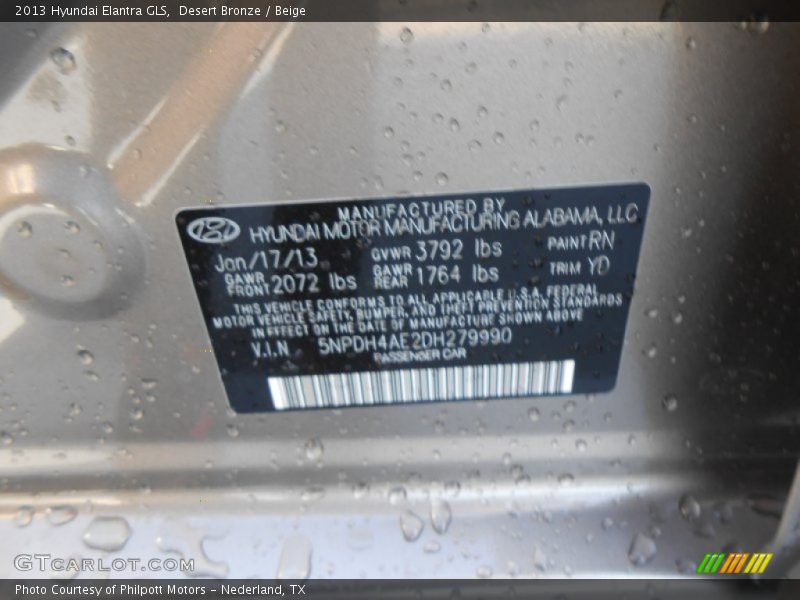 2013 Hyundai Elantra GLS,  Desert Bronze / Beige
MANUFACTURED BY
HYUNDAI MOTOR MANUFACTURING ALABAMA, LLC
Jan/17/13 GVWR 3792 lbs PAINT RN
GAWR FRONT 2072 lbs GAWR REAR 1764 lbs TRIM YD
THIS VEHICLE CONFORMS TO ALL APPLICABLE U.S.A. FEDERAL
MOTOR VEHICLE SAFETY, BUMPER, AND THEFT PREVENTION STANDARDS
IN EFFECT ON THE DATE OF MANUFACTURE SHOWN ABOVE
V.I.N 5NPDH4AE2DH279990
PASSENGER CAR
GTCARLOT.COM
Photo Courtesy of Philpott Motors - Nederland, TX